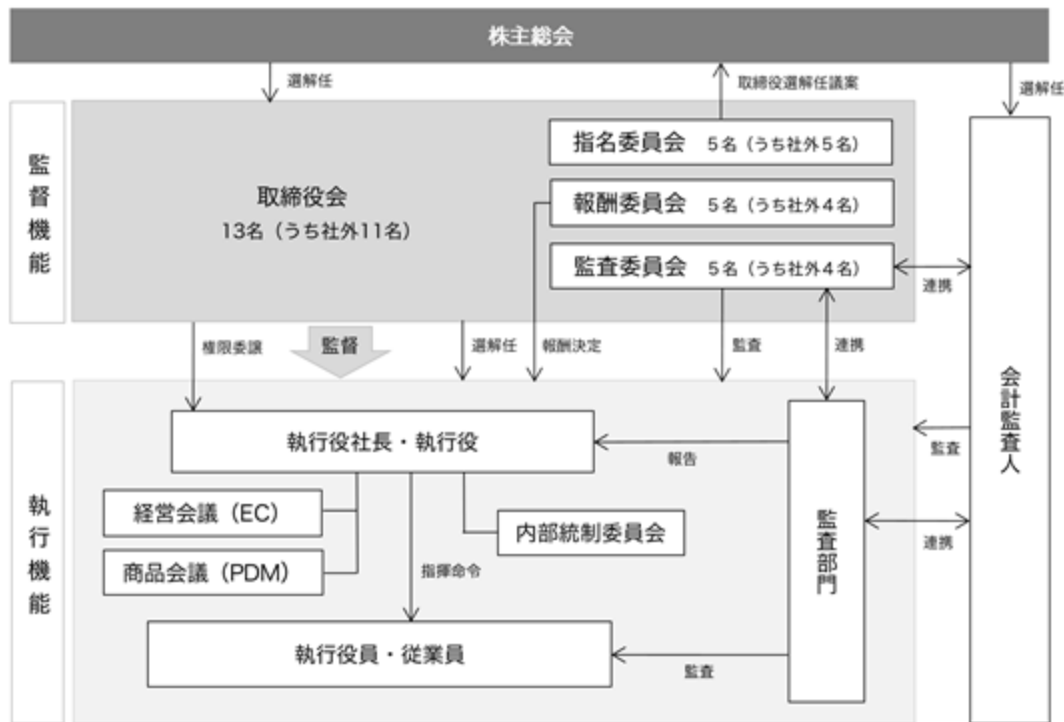 株主総会
選解任
取締役選解任議案
選解任
監督機能
指名委員会 5名（うち社外5名）
取締役会
13名（うち社外11名）
報酬委員会 5名（うち社外4名）
監査委員会 5名（うち社外4名）
連携
権限委譲
監督
選解任
報酬決定
監査
連携
会計監査人
執行機能
執行役社長・執行役
報告
監査
経営会議（EC）
内部統制委員会
監査部門
連携
商品会議（PDM）
指揮命令
執行役員・従業員
監査